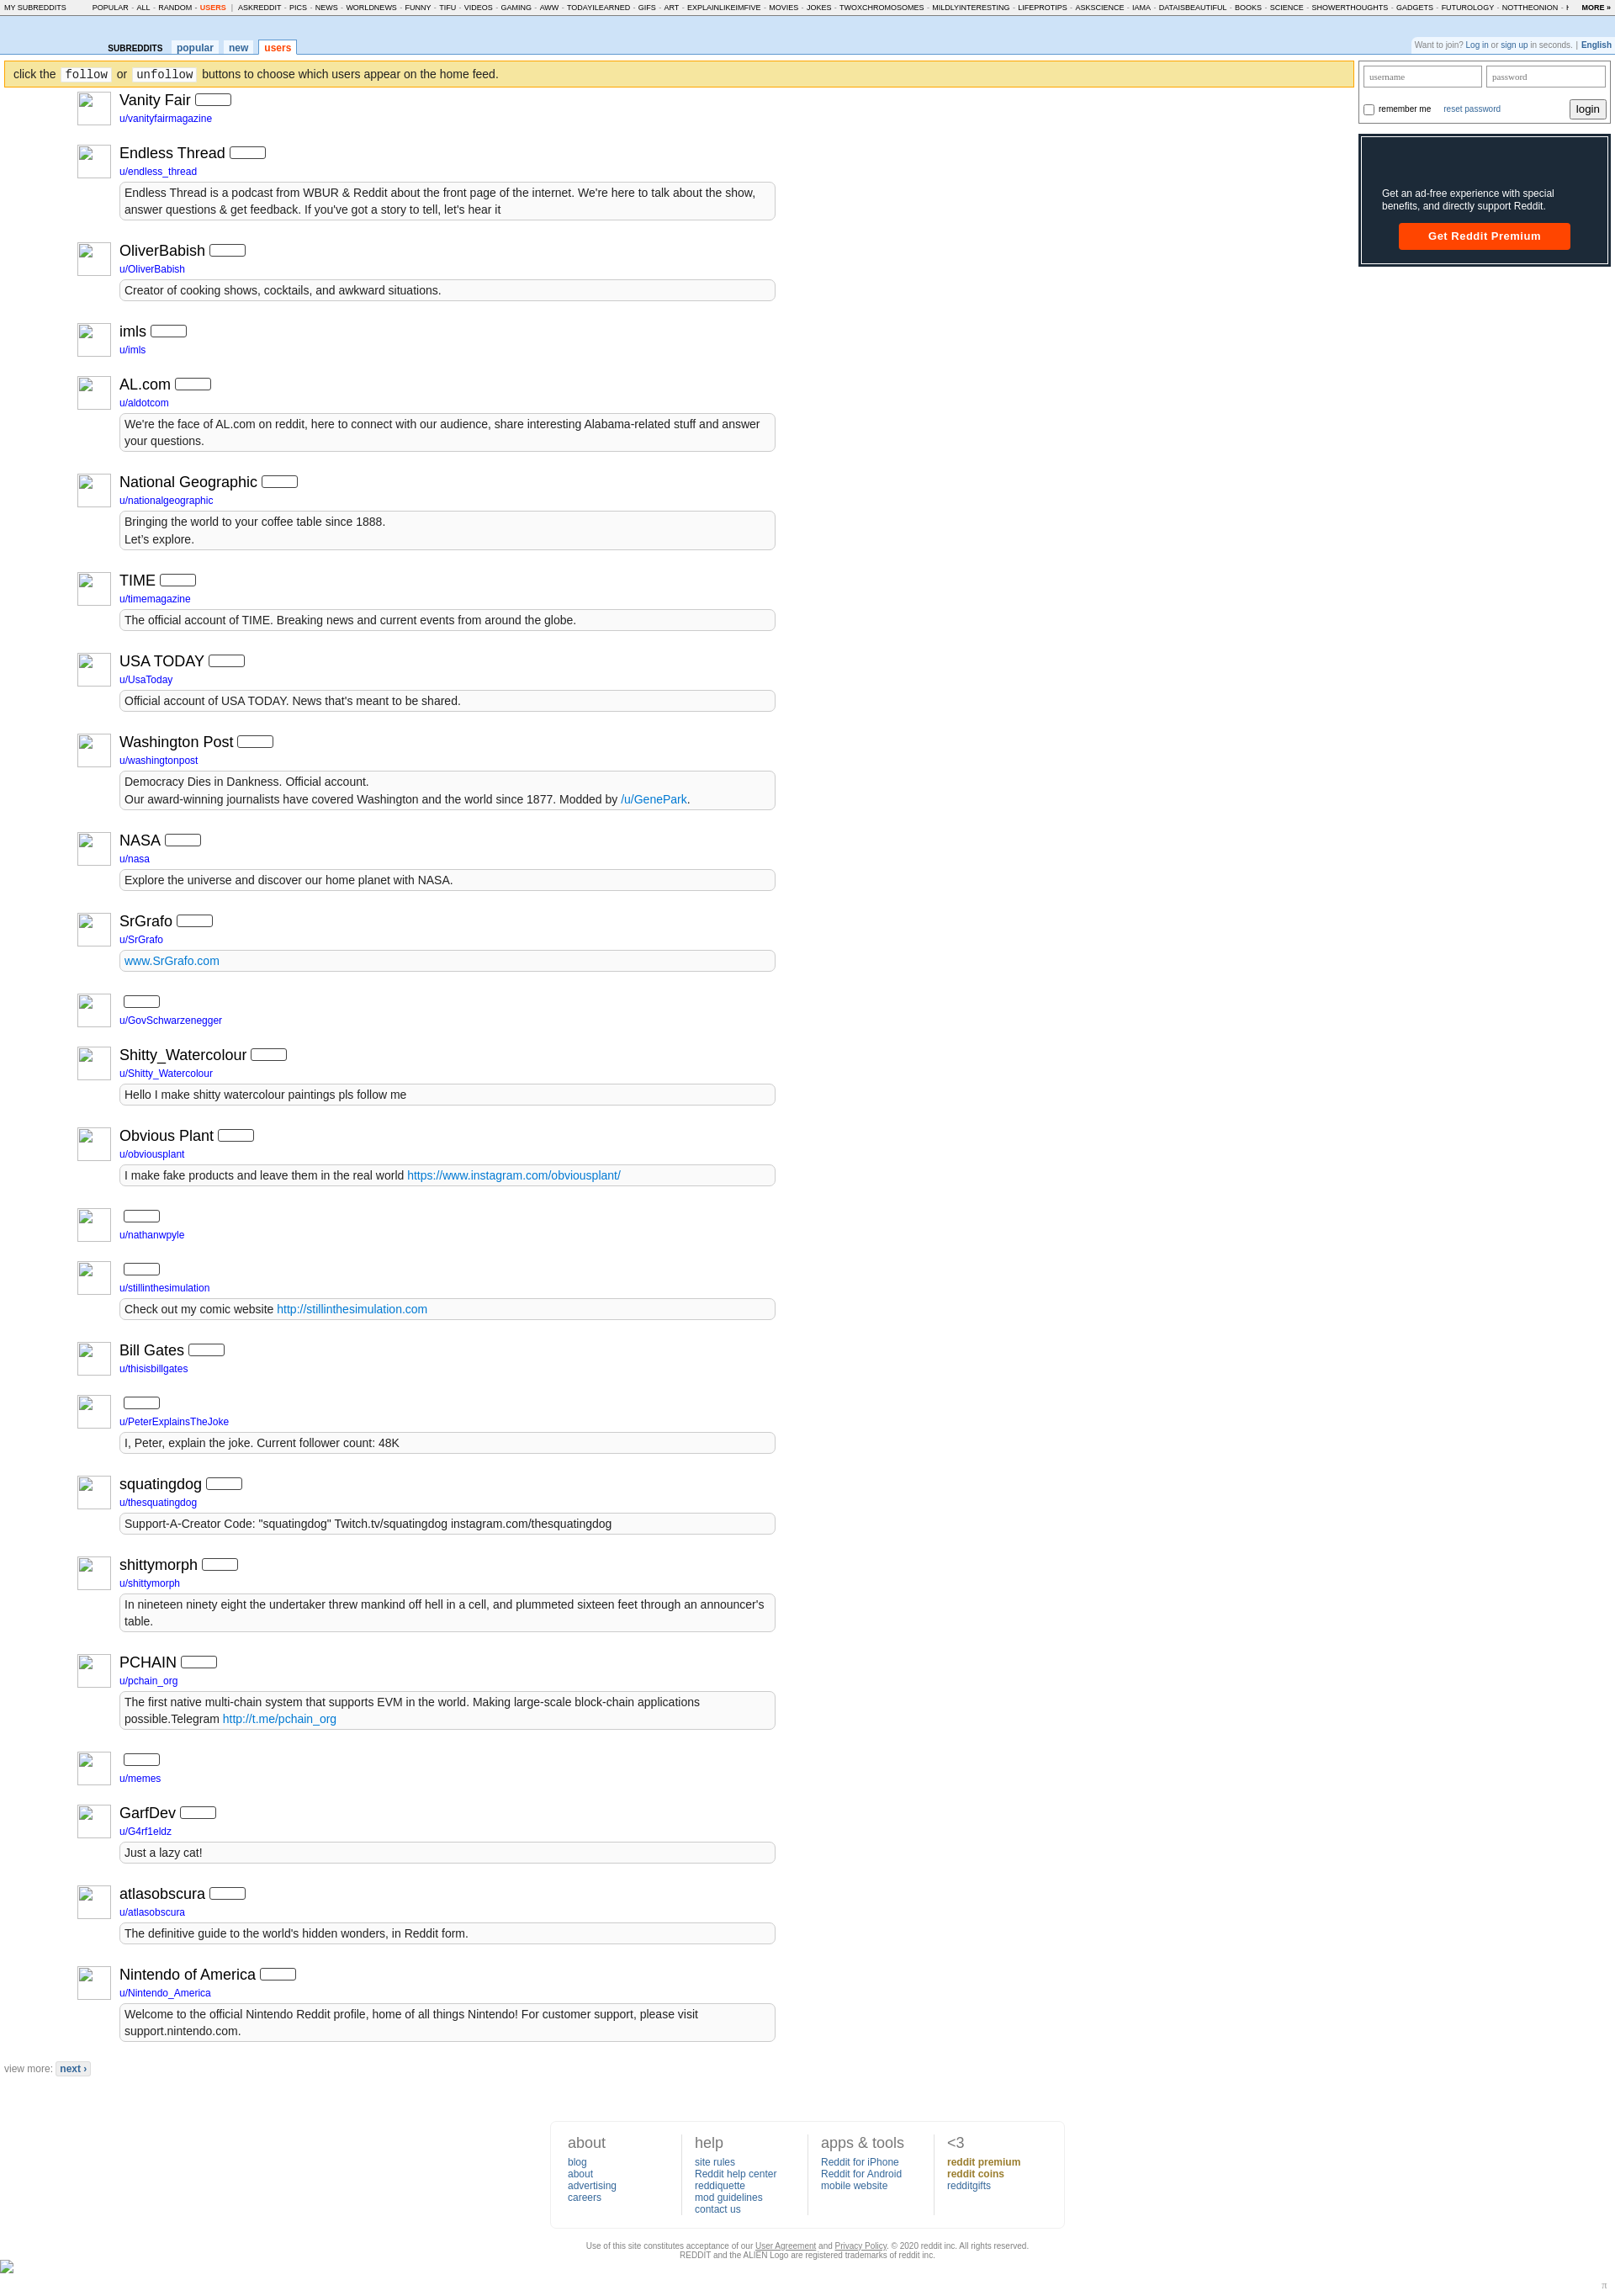 MY SUBREDDITS POPULAR - ALL - RANDOM - USERS | ASKREDDIT - PICS - NEWS - WORLDNEWS - FUNNY - TIFU - VIDEOS - GAMING - AWW - TODAYILEARNED - GIFS - ART - EXPLAINLIKEIMFIVE - MOVIES - JOKES - TWOXCHROMOSOMES - MILDLYINTERESTING - LIFEPROTIPS - ASKSCIENCE - IAMA - DATAISBEAUTIFUL - BOOKS - SCIENCE - SHOWERTHOUGHTS - GADGETS - FUTUROLOGY - NOTTHEONION - MORE »
SUBREDDITS popular new users
Want to join? Log in or sign up in seconds. | English
click the follow or unfollow buttons to choose which users appear on the home feed.
username password
remember me reset password login
Get an ad-free experience with special
benefits, and directly support Reddit.
Get Reddit Premium
Vanity Fair
u/vanityfairmagazine
Endless Thread
u/endless_thread
Endless Thread is a podcast from WBUR & Reddit about the front page of the internet. We're here to talk about the show,
answer questions & get feedback. If you've got a story to tell, let's hear it
OliverBabish
u/OliverBabish
Creator of cooking shows, cocktails, and awkward situations.
imls
u/imls
AL.com
u/aldotcom
We're the face of AL.com on reddit, here to connect with our audience, share interesting Alabama-related stuff and answer
your questions.
National Geographic
u/nationalgeographic
Bringing the world to your coffee table since 1888.
Let’s explore.
TIME
u/timemagazine
The official account of TIME. Breaking news and current events from around the globe.
USA TODAY
u/UsaToday
Official account of USA TODAY. News that's meant to be shared.
Washington Post
u/washingtonpost
Democracy Dies in Dankness. Official account.
Our award-winning journalists have covered Washington and the world since 1877. Modded by /u/GenePark.
NASA
u/nasa
Explore the universe and discover our home planet with NASA.
SrGrafo
u/SrGrafo
www.SrGrafo.com
u/GovSchwarzenegger
Shitty_Watercolour
u/Shitty_Watercolour
Hello I make shitty watercolour paintings pls follow me
Obvious Plant
u/obviousplant
I make fake products and leave them in the real world https://www.instagram.com/obviousplant/
u/nathanwpyle
u/stillinthesimulation
Check out my comic website http://stillinthesimulation.com
Bill Gates
u/thisisbillgates
u/PeterExplainsTheJoke
I, Peter, explain the joke. Current follower count: 48K
squatingdog
u/thesquatingdog
Support-A-Creator Code: "squatingdog" Twitch.tv/squatingdog instagram.com/thesquatingdog
shittymorph
u/shittymorph
In nineteen ninety eight the undertaker threw mankind off hell in a cell, and plummeted sixteen feet through an announcer's
table.
PCHAIN
u/pchain_org
The first native multi-chain system that supports EVM in the world. Making large-scale block-chain applications
possible.Telegram http://t.me/pchain_org
u/memes
GarfDev
u/G4rf1eldz
Just a lazy cat!
atlasobscura
u/atlasobscura
The definitive guide to the world's hidden wonders, in Reddit form.
Nintendo of America
u/Nintendo_America
Welcome to the official Nintendo Reddit profile, home of all things Nintendo! For customer support, please visit
support.nintendo.com.
view more: next ›
about
blog
about
advertising
careers
help
site rules
Reddit help center
reddiquette
mod guidelines
contact us
apps & tools
Reddit for iPhone
Reddit for Android
mobile website
<3
reddit premium
reddit coins
redditgifts
Use of this site constitutes acceptance of our User Agreement and Privacy Policy. © 2020 reddit inc. All rights reserved.
REDDIT and the ALIEN Logo are registered trademarks of reddit inc.
π